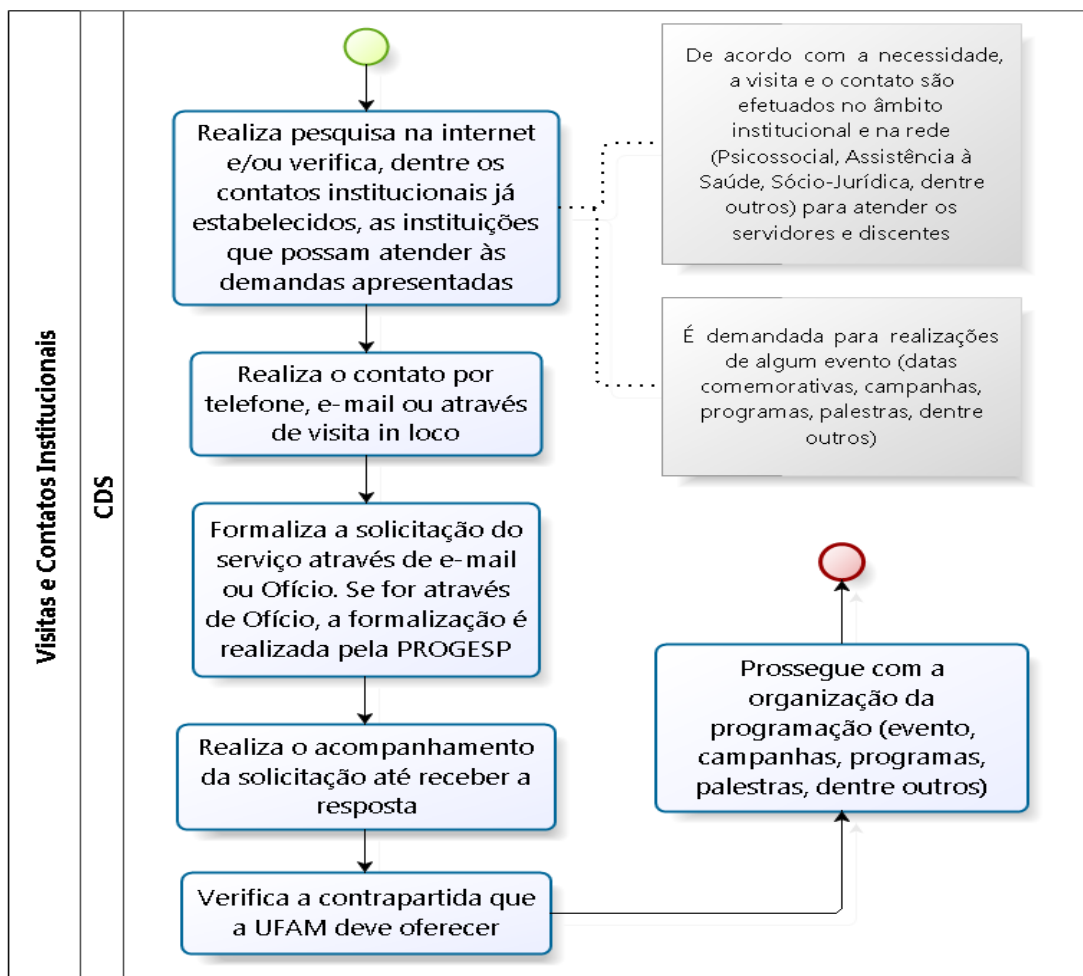 Visitas e Contatos Institucionais
CDS
Realiza pesquisa na internet
e/ou verifica, dentre os
contatos institucionais já
estabelecidos, as instituições
que possam atender às
demandas apresentadas
De acordo com a necessidade,
a visita e o contato são
efetuados no âmbito
institucional e na rede
(Psicossocial, Assistência à
Saúde, Sócio-Jurídica, dentre
outros) para atender os
servidores e discentes
É demandada para realizações
de algum evento (datas
comemorativas, campanhas,
programas, palestras, dentre
outros)
Realiza o contato por
telefone, e-mail ou através
de visita in loco
Formaliza a solicitação do
serviço através de e-mail
ou Ofício. Se for através
de Ofício, a formalização é
realizada pela PROGESP
Realiza o acompanhamento
da solicitação até receber a
resposta
Verifica a contrapartida que
a UFAM deve oferecer
Prossegue com a
organização da
programação (evento,
campanhas, programas,
palestras, dentre outros)